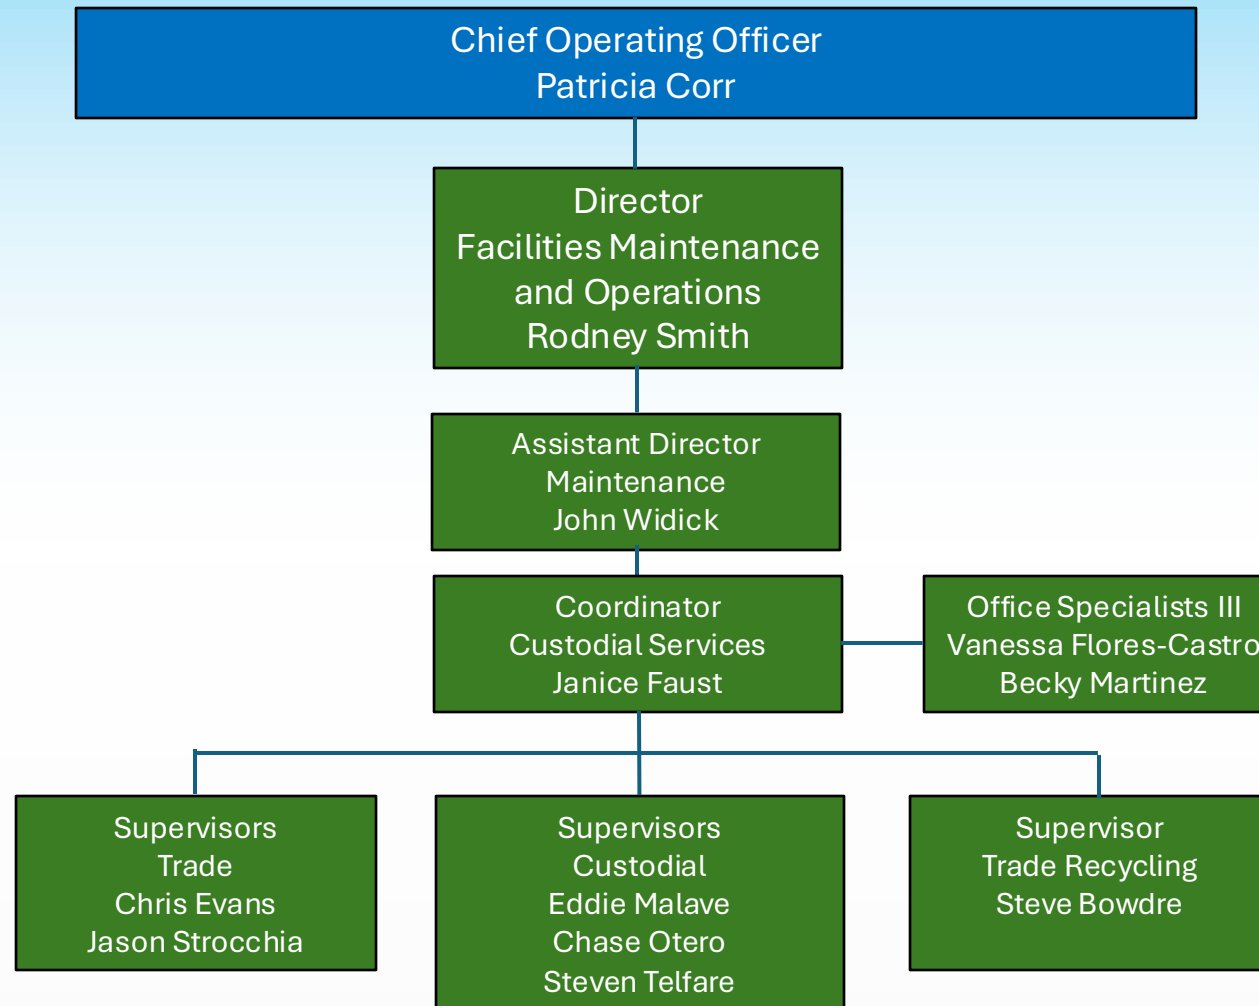 Chief Operating Officer
Patricia Corr
Director
Facilities Maintenance
and Operations
Rodney Smith
Assistant Director
Maintenance
John Widick
Coordinator
Custodial Services
Janice Faust
Office Specialists III
Vanessa Flores-Castro
Becky Martinez
Supervisors
Trade
Chris Evans
Jason Strocchia
Supervisors
Custodial
Eddie Malave
Chase Otero
Steven Telfare
Supervisor
Trade Recycling
Steve Bowdre